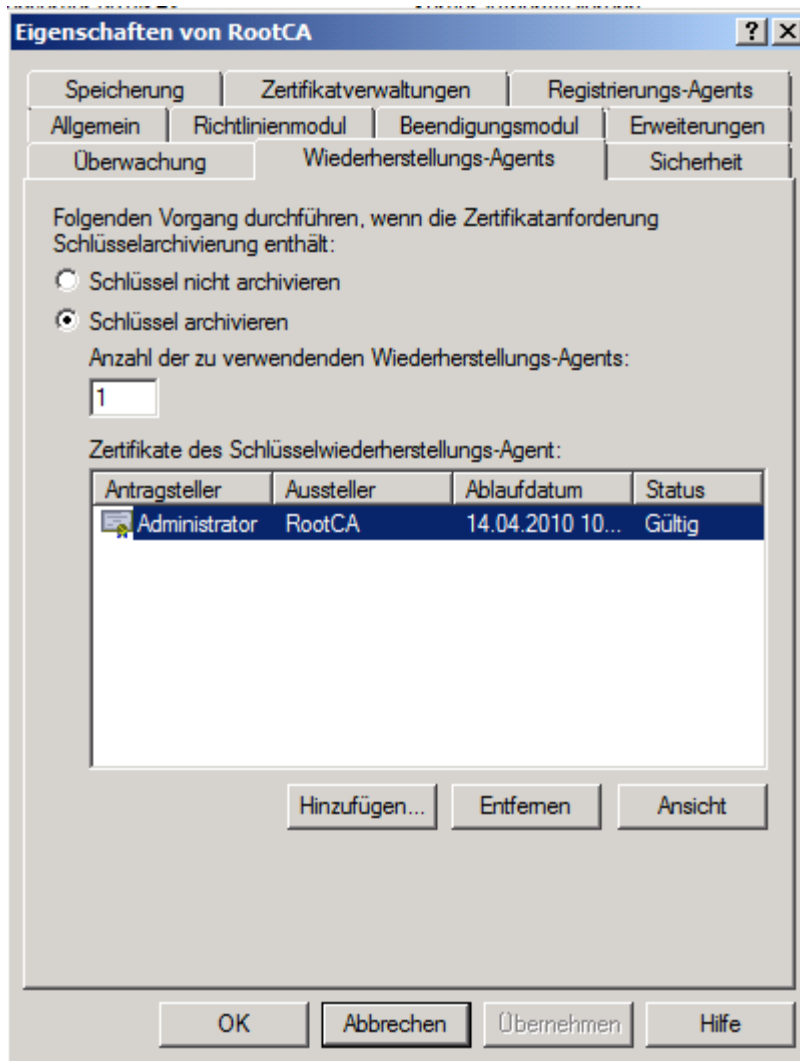 Eigenschaften von RootCA
Speicherung Zertifikatverwaltungen Registrierungs-Agents
Allgemein Richtlinienmodul Beendigungsmodul Erweiterungen
Überwachung Wiederherstellungs-Agents Sicherheit
Folgenden Vorgang durchführen, wenn die Zertifikatanforderung
Schlüsselarchivierung enthält:
Schlüssel nicht archivieren
Schlüssel archivieren
Anzahl der zu verwendenden Wiederherstellungs-Agents:
1
Zertifikate des Schlüsselwiederherstellungs-Agent:
Antragsteller Aussteller Ablaufdatum Status
Administrator RootCA 14.04.2010 10... Gültig
Hinzufügen... Entfernen Ansicht
OK Abbrechen Übernehmen Hilfe